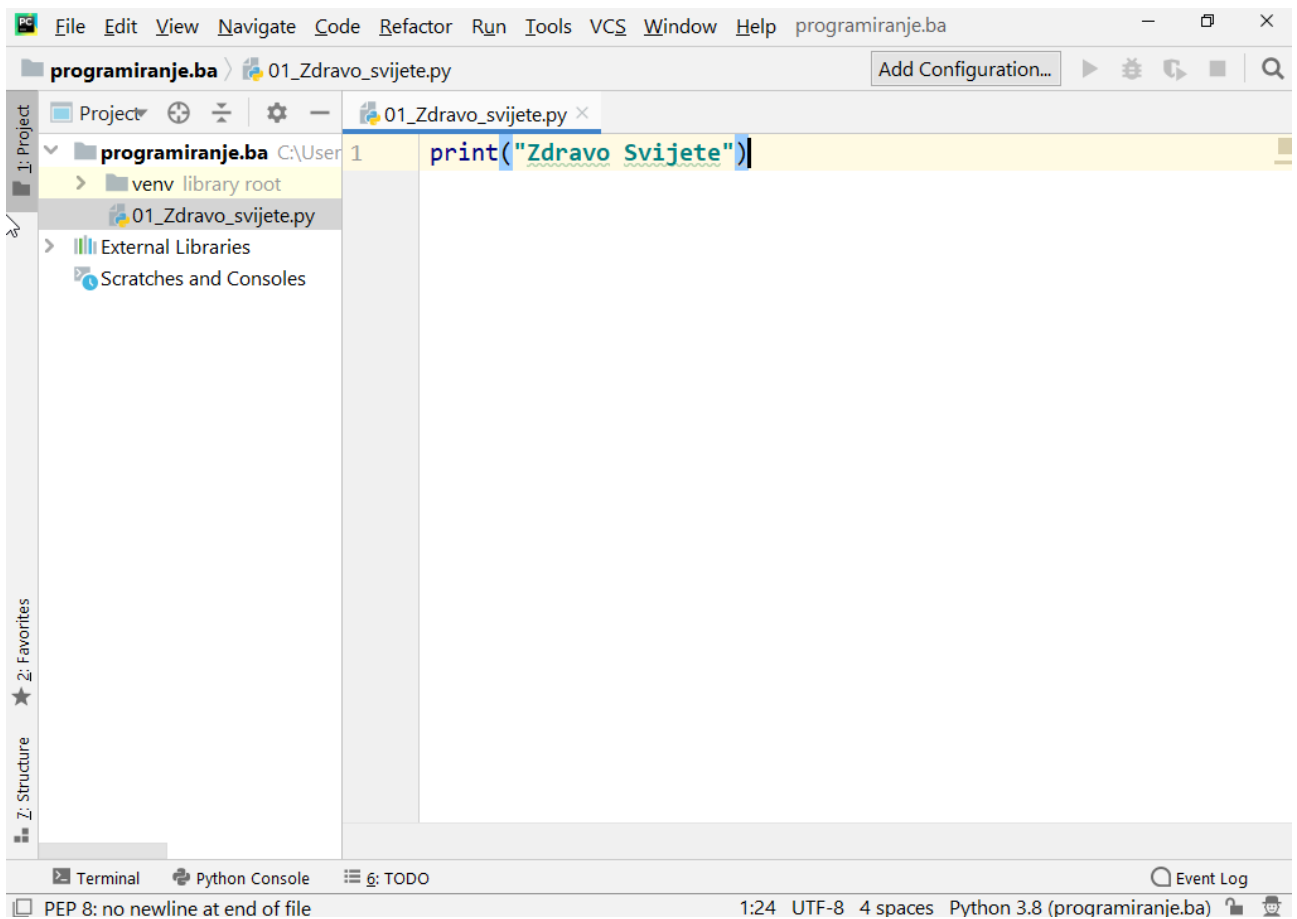 PC File Edit View Navigate Code Refactor Run Tools VCS Window Help programiranje.ba
programiranje.ba 01_Zdravo_svijete.py Add Configuration...
1: Project
Project
01_Zdravo_svijete.py
programiranje.ba C:\User
venv library root
01_Zdravo_svijete.py
External Libraries
Scratches and Consoles
1 print("Zdravo Svijete")
2: Favorites
7: Structure
Terminal Python Console 6: TODO Event Log
PEP 8: no newline at end of file 1:24 UTF-8 4 spaces Python 3.8 (programiranje.ba)